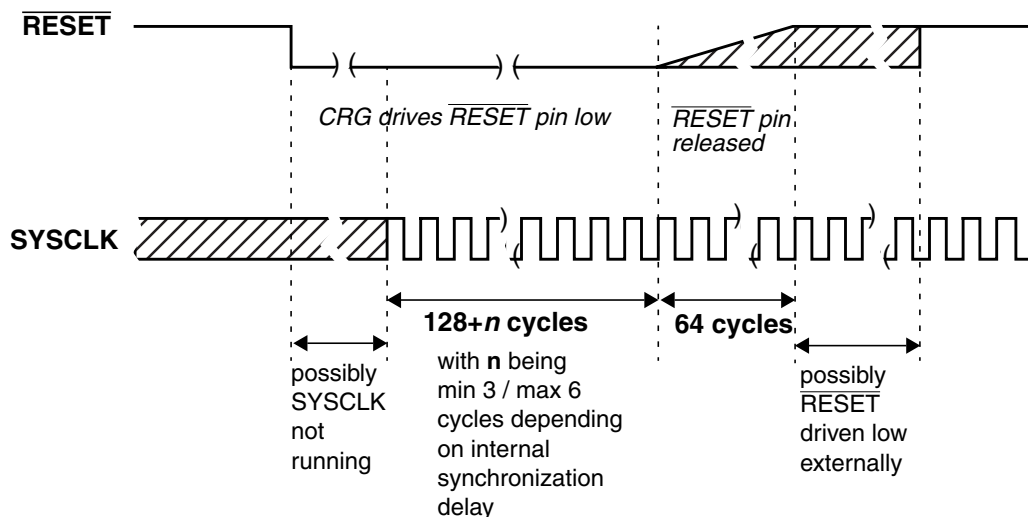 RESET
CRG drives RESET pin low
RESET pin
released
SYSCLK
128+n cycles
with n being
min 3 / max 6
cycles depending
on internal
synchronization
delay
64 cycles
possibly
SYSCLK
not
running
possibly
RESET
driven low
externally